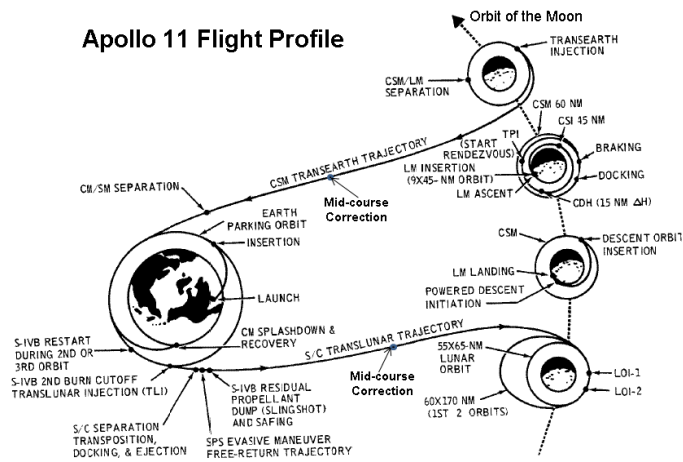 Apollo 11 Flight Profile
Orbit of the Moon
TRANSEARTH
INJECTION
CSM/LM
SEPARATION
CSM 60 NM
CSI 45 NM
TPI
(START
RENDEZVOUS)
BRAKING
LM INSERTION
(9X45-NM ORBIT)
DOCKING
LM ASCENT
CDH (15 NM ΔH)
CSM TRANSEARTH TRAJECTORY
Mid-course
Correction
CM/SM SEPARATION
EARTH
PARKING ORBIT
INSERTION
LAUNCH
CSM
DESCENT ORBIT
INSERTION
LM LANDING
POWERED DESCENT
INITIATION
CM SPLASHDOWN &
RECOVERY
S/C TRANSLUNAR TRAJECTORY
Mid-course
Correction
55X65-NM
LUNAR
ORBIT
60X170 NM
(1ST 2 ORBITS)
LOI-1
LOI-2
S-IVB RESTART
DURING 2ND OR
3RD ORBIT
S-IVB 2ND BURN CUTOFF
TRANSLUNAR INJECTION (TLI)
S-IVB RESIDUAL
PROPELLANT
DUMP (SLINGSHOT)
AND SAFING
S/C SEPARATION
TRANSPOSITION,
DOCKING, & EJECTION
SPS EVASIVE MANEUVER
FREE-RETURN TRAJECTORY